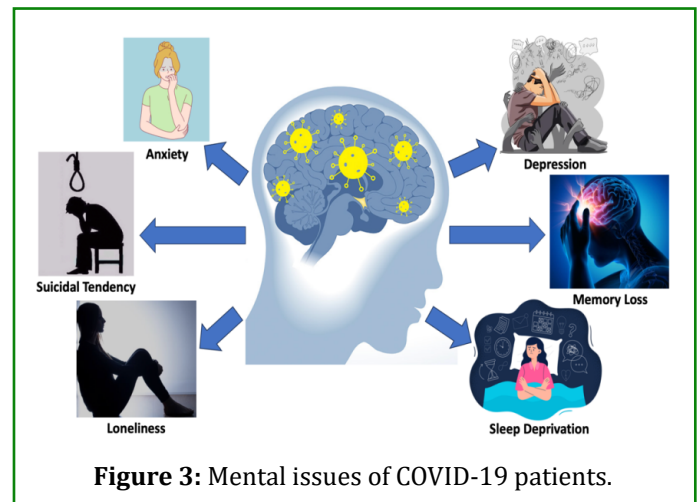 Anxiety
Depression
Suicidal Tendency
Memory Loss
Loneliness
Sleep Deprivation
Figure 3: Mental issues of COVID-19 patients.